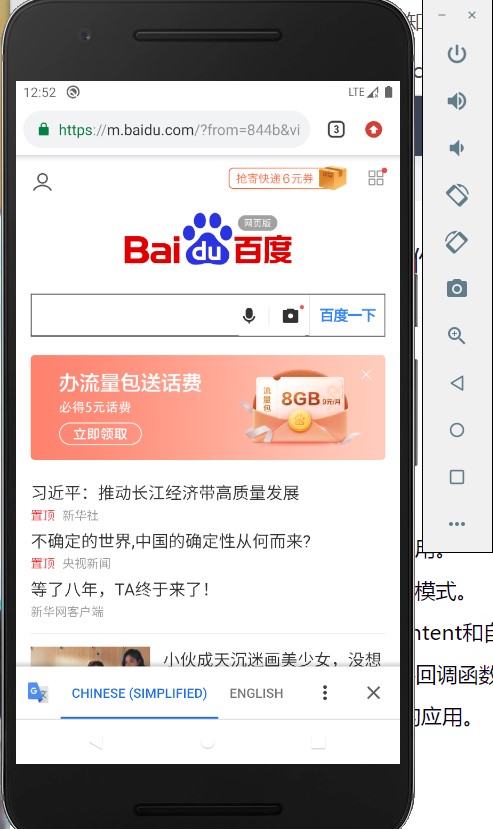 12:52
LTE
https://m.baidu.com/?from=844b&vi
3
抢寄快递6元券
网页版
Bai du 百度
百度一下
办流量包送话费
必得5元话费
立即领取
流量包
8GB 9元/月
习近平：推动长江经济带高质量发展
置顶 新华社
不确定的世界,中国的确定性从何而来?
置顶 央视新闻
等了八年，TA终于来了！
新华网客户端
小伙成天沉迷画美少女，没想
G 文
CHINESE (SIMPLIFIED)
ENGLISH
用。
模式。
ntent和自
回调函数
的应用。